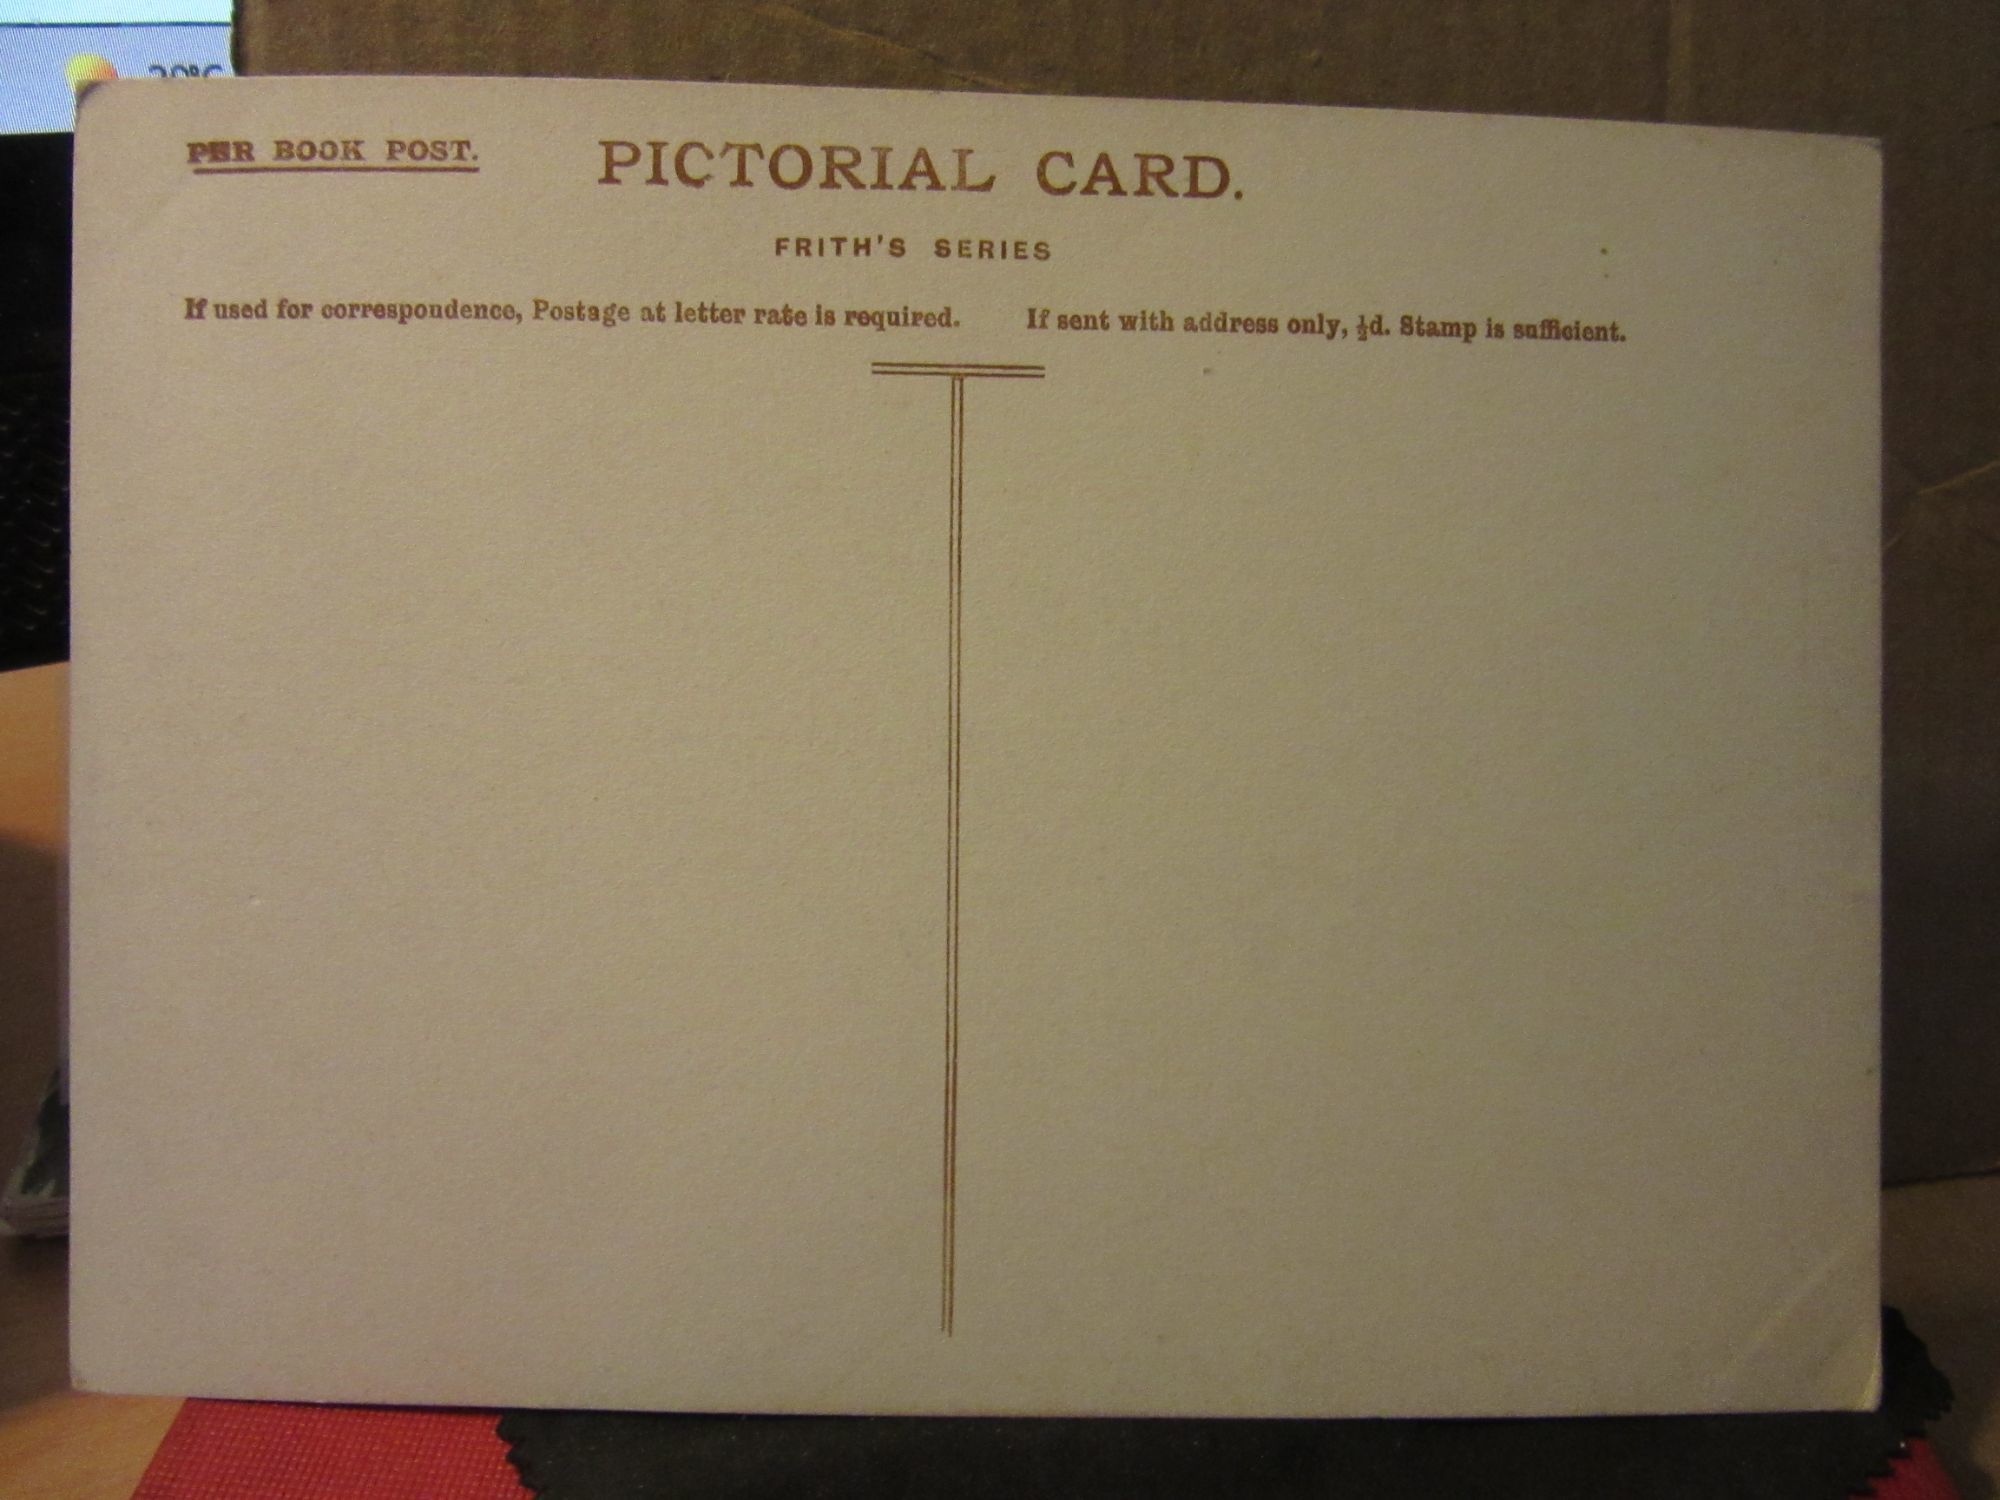 20°C
PER BOOK POST.
PICTORIAL CARD.
FRITH'S SERIES
If used for correspondence, Postage at letter rate is required.
If sent with address only, ½d. Stamp is sufficient.